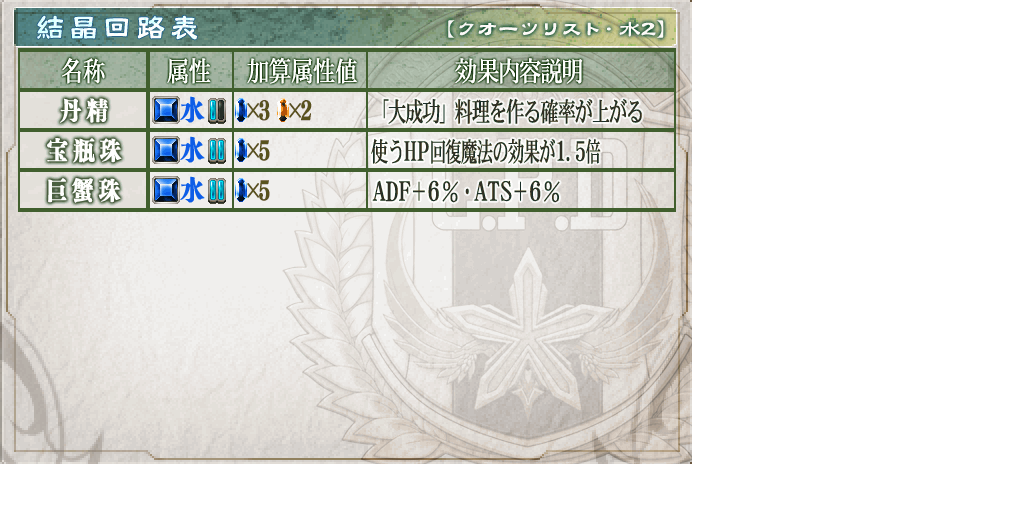 結晶回路表 【クオーツリスト・水2】
名称 属性 加算属性値 効果内容説明
丹精 水 ×3 ×2 「大成功」料理を作る確率が上がる
宝瓶珠 水 ×5 使うHP回復魔法の効果が1.5倍
巨蟹珠 水 ×5 ADF+6%・ATS+6%